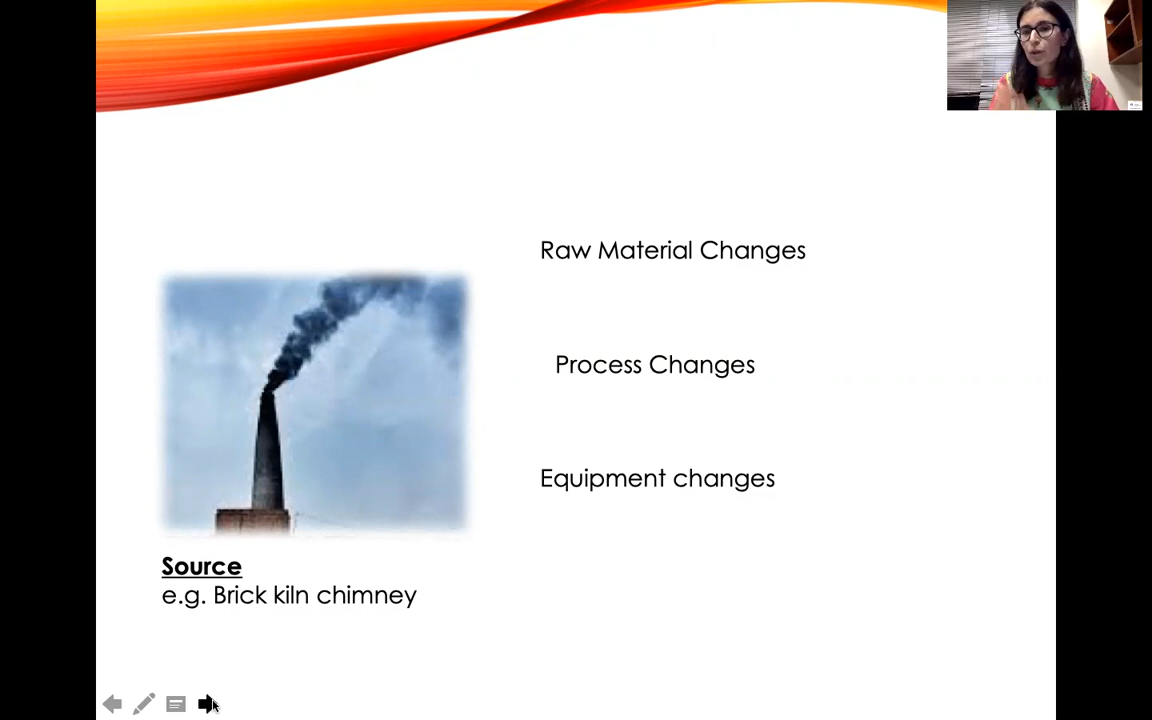 Raw Material Changes
Process Changes
Equipment changes
Source
e.g. Brick kiln chimney